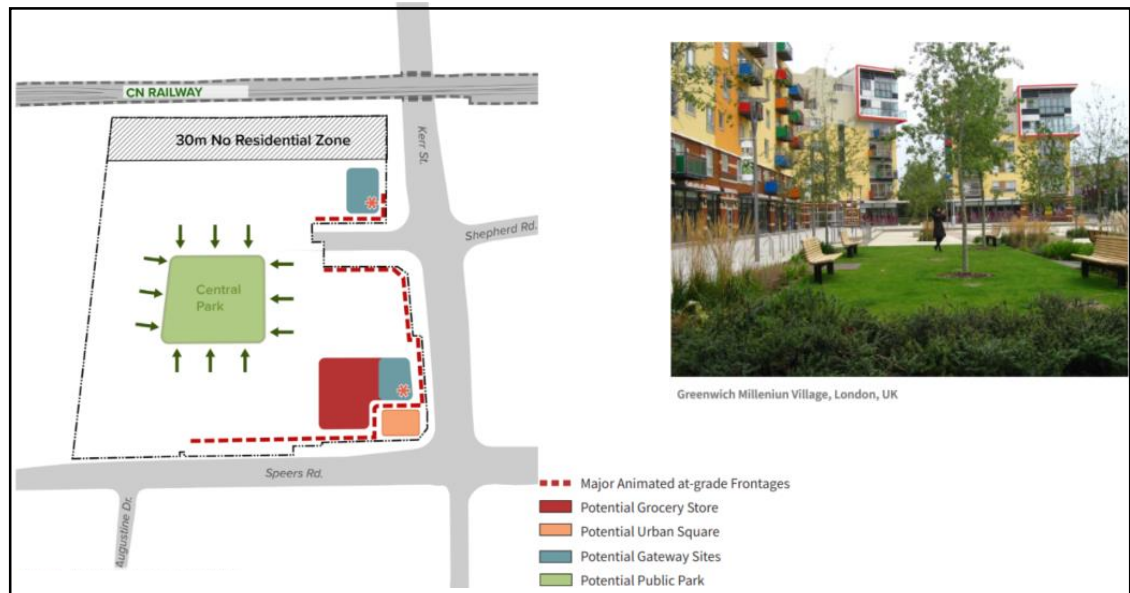 CN RAILWAY
30m No Residential Zone
Kerr St.
Shepherd Rd.
Central
Park
Speers Rd.
Augustine Dr.
Greenwich Milleniun Village, London, UK
Major Animated at-grade Frontages
Potential Grocery Store
Potential Urban Square
Potential Gateway Sites
Potential Public Park